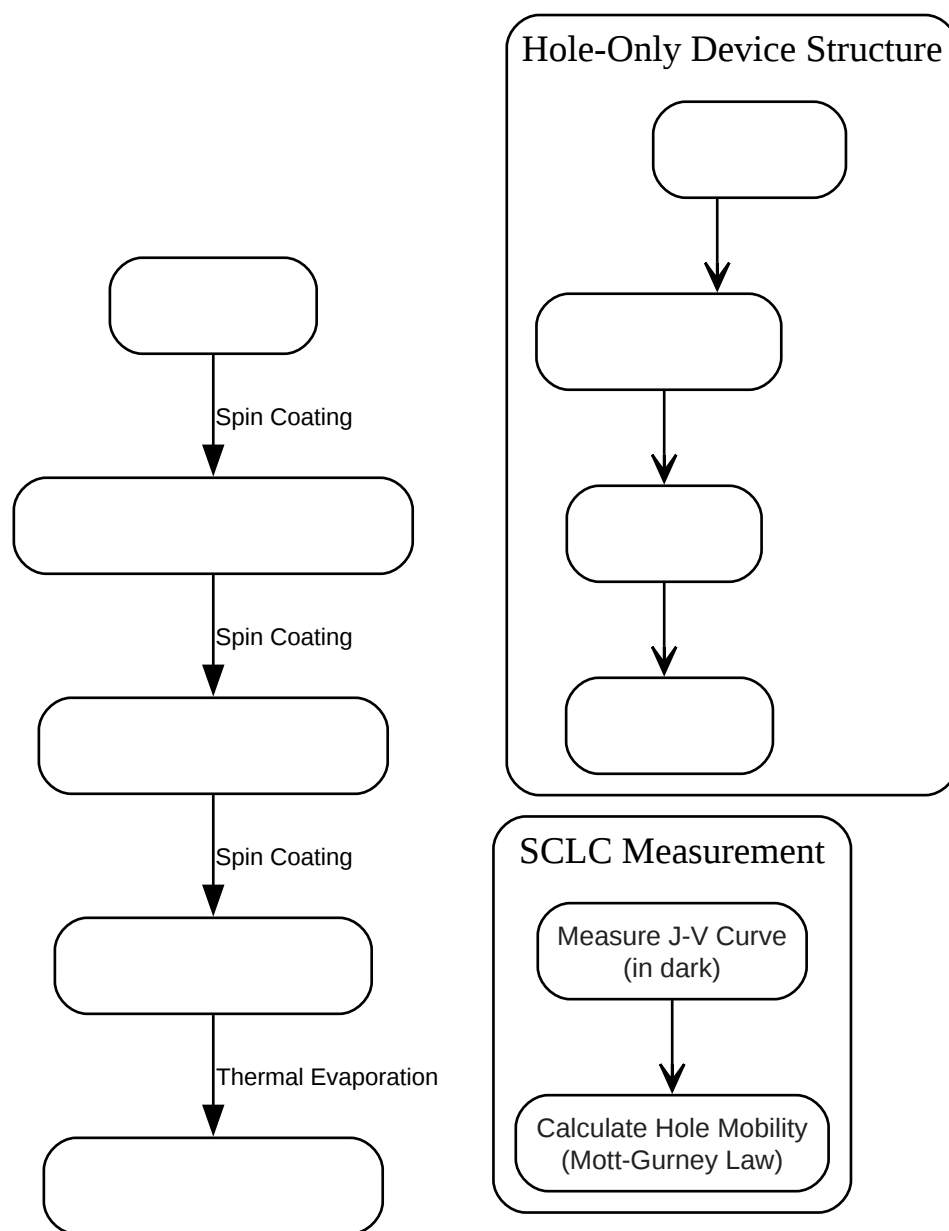 Hole-Only Device Structure
Spin Coating
Spin Coating
Spin Coating
Thermal Evaporation
SCLC Measurement
Measure J-V Curve
(in dark)
Calculate Hole Mobility
(Mott-Gurney Law)